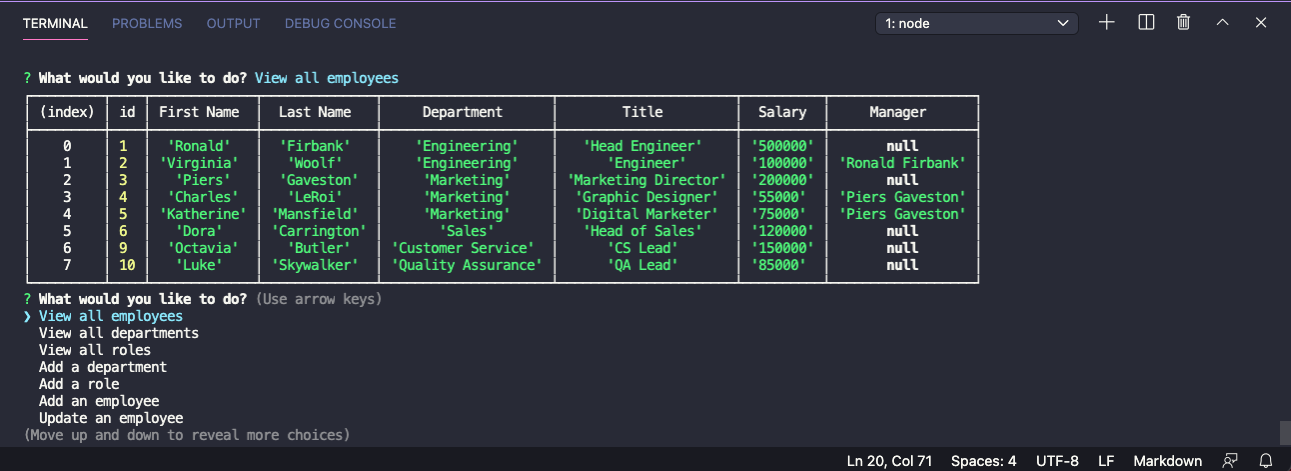 TERMINAL PROBLEMS OUTPUT DEBUG CONSOLE 1: node
? What would you like to do? View all employees
(index) id First Name Last Name Department Title Salary Manager
0 1 'Ronald' 'Firbank' 'Engineering' 'Head Engineer' '500000' null
1 2 'Virginia' 'Woolf' 'Engineering' 'Engineer' '100000' 'Ronald Firbank'
2 3 'Piers' 'Gaveston' 'Marketing' 'Marketing Director' '200000' null
3 4 'Charles' 'LeRoi' 'Marketing' 'Graphic Designer' '55000' 'Piers Gaveston'
4 5 'Katherine' 'Mansfield' 'Marketing' 'Digital Marketer' '75000' 'Piers Gaveston'
5 6 'Dora' 'Carrington' 'Sales' 'Head of Sales' '120000' null
6 9 'Octavia' 'Butler' 'Customer Service' 'CS Lead' '150000' null
7 10 'Luke' 'Skywalker' 'Quality Assurance' 'QA Lead' '85000' null
? What would you like to do? (Use arrow keys)
❯ View all employees
View all departments
View all roles
Add a department
Add a role
Add an employee
Update an employee
(Move up and down to reveal more choices)
Ln 20, Col 71 Spaces: 4 UTF-8 LF Markdown